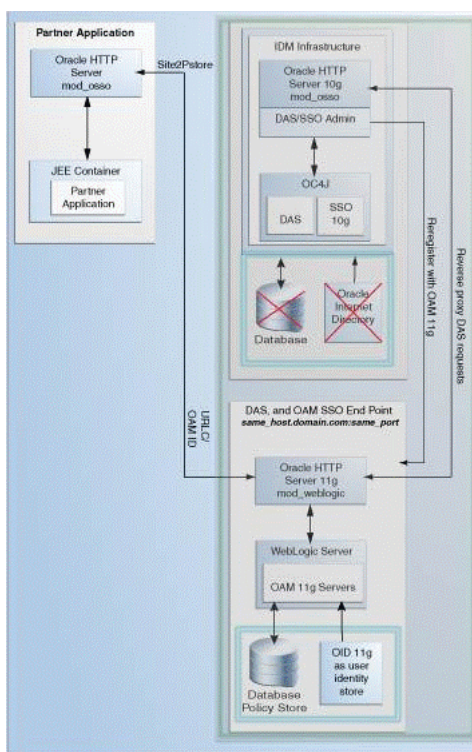 Partner Application
Oracle HTTP
Server
mod_osso
JEE Container
Partner
Application
Site2Pstore
URLC/
OAM ID
IDM Infrastructure
Oracle HTTP
Server 10g
mod_osso
DAS/SSO Admin
OC4J
DAS
SSO
10g
Database
Oracle
Internet
Directory
Reregister with OAM 11g
Reverse proxy DAS requests
DAS, and OAM SSO End Point
same_host.domain.com:same_port
Oracle HTTP
Server 11g
mod_weblogic
WebLogic Server
OAM 11g Servers
Database
Policy Store
OID 11g
as user
identity
store